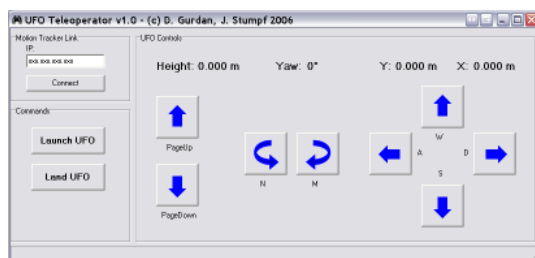 UFO Teleoperator v1.0 - (c) D. Gurdan, J. Stumpf 2006
Motion Tracker Link
IP:
xxx.xxx.xxx.xxx
Connect
Commands
Launch UFO
Land UFO
UFO Controls
Height: 0.000 m Yaw: 0° Y: 0.000 m X: 0.000 m
PageUp
PageDown
N M
W
A D
S